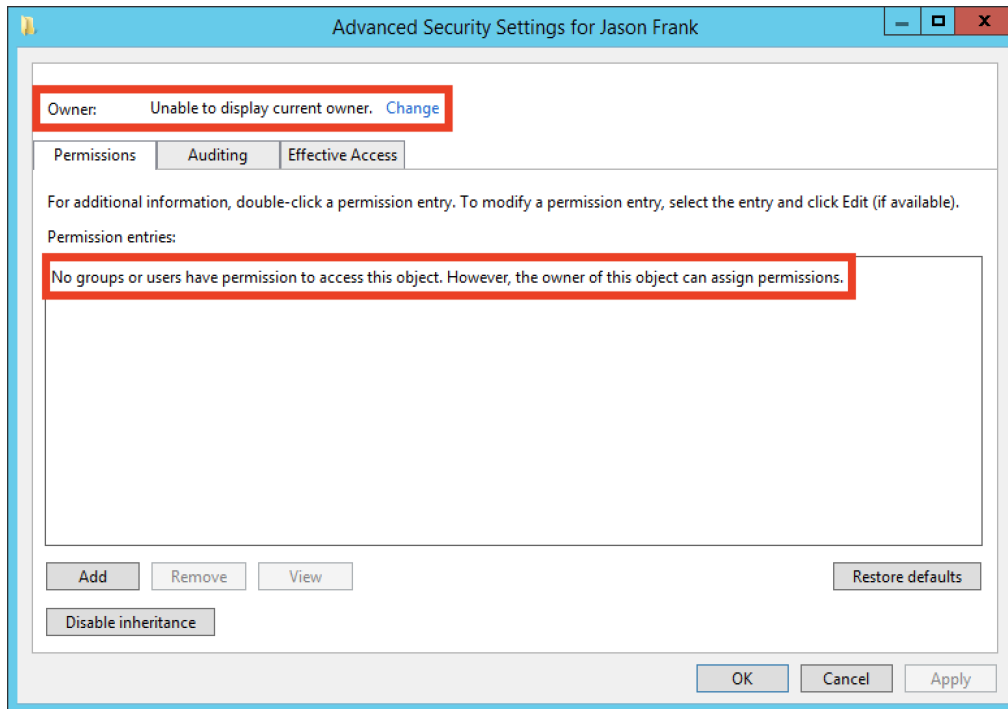 Advanced Security Settings for Jason Frank
Owner: Unable to display current owner. Change
Permissions Auditing Effective Access
For additional information, double-click a permission entry. To modify a permission entry, select the entry and click Edit (if available).
Permission entries:
No groups or users have permission to access this object. However, the owner of this object can assign permissions.
Add Remove View Restore defaults
Disable inheritance
OK Cancel Apply